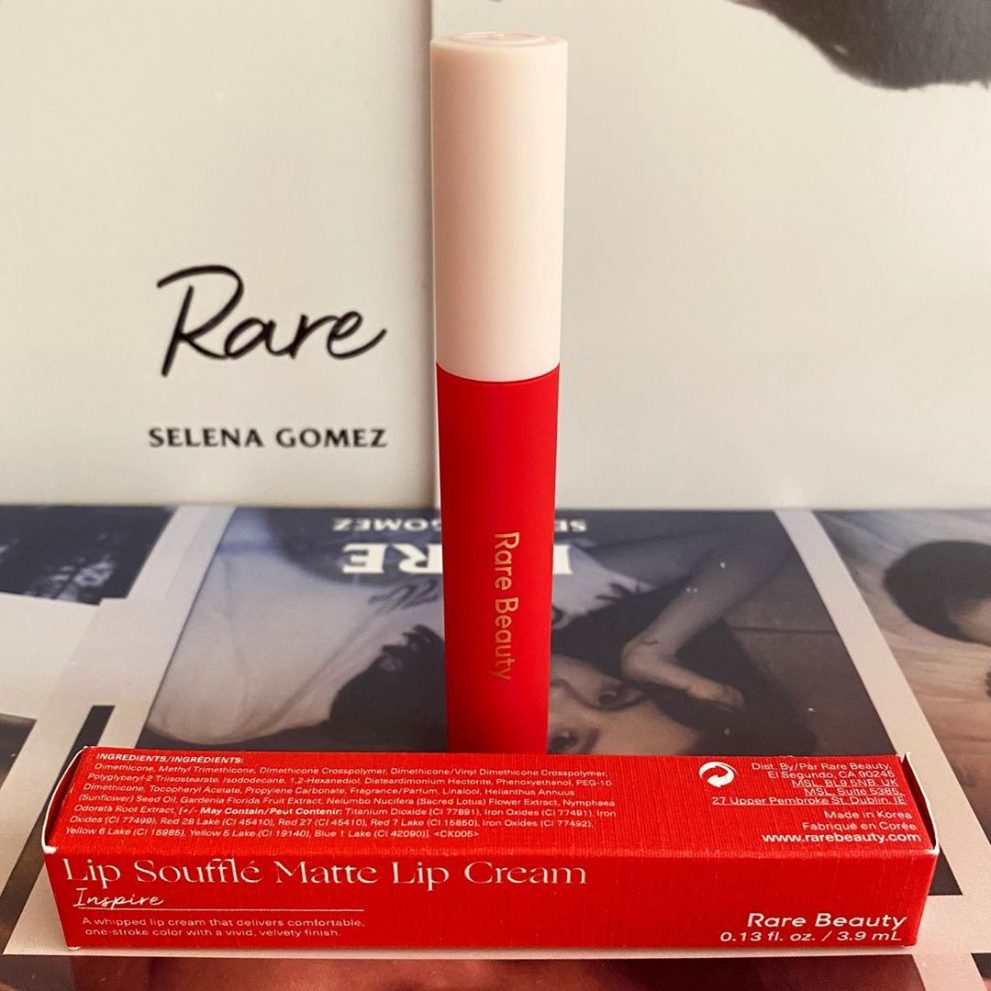 Rare
SELENA GOMEZ
SE GOMEZ
RE
Rare Beauty
INGREDIENTS/INGRÉDIENTS:
Dimethicone, Methyl Trimethicone, Dimethicone Crosspolymer, Dimethicone/Vinyl Dimethicone Crosspolymer,
Polyglyceryl-2 Triisostearate, Isododecane, 1,2-Hexanediol, Disteardimonium Hectorite, Phenoxyethanol, PEG-10
Dimethicone, Tocopheryl Acetate, Propylene Carbonate, Fragrance/Parfum, Linalool, Helianthus Annuus
(Sunflower) Seed Oil, Gardenia Florida Fruit Extract, Nelumbo Nucifera (Sacred Lotus) Flower Extract, Nymphaea
Odorata Root Extract, [+/- May Contain/Peut Contenir: Titanium Dioxide (CI 77891), Iron Oxides (CI 77491), Iron
Oxides (CI 77499), Red 28 Lake (CI 45410), Red 27 (CI 45410), Red 7 Lake (CI 15850), Iron Oxides (CI 77492),
Yellow 6 Lake (CI 15985), Yellow 5 Lake (CI 19140), Blue 1 Lake (CI 42090)]. <CK005>
Dist. By/Pàr Rare Beauty,
El Segundo, CA 90245
MSL, BL9 5NB, UK
MSL, Suite 5385,
27 Upper Pembroke St. Dublin, IE
Made in Korea
Fabriqué en Corée
www.rarebeauty.com
Lip Soufflé Matte Lip Cream
Inspire
A whipped lip cream that delivers comfortable,
one-stroke color with a vivid, velvety finish.
Rare Beauty
0.13 fl. oz. / 3.9 mL